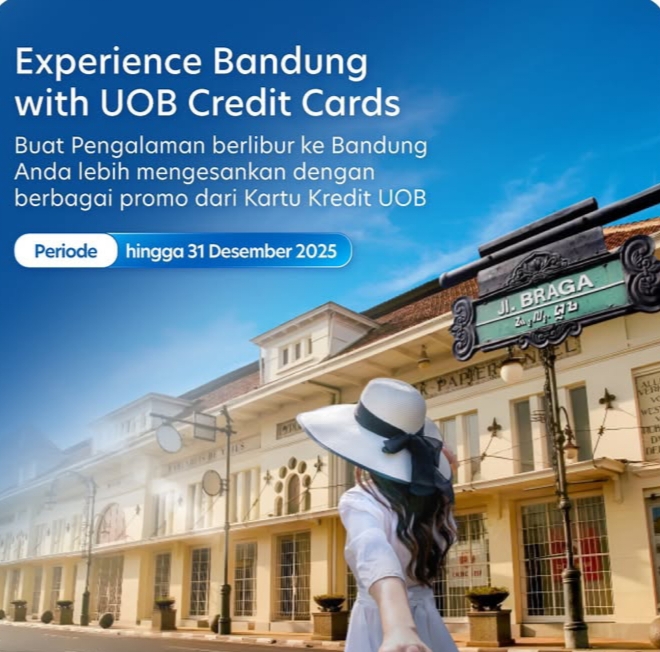 Experience Bandung
with UOB Credit Cards
Buat Pengalaman berlibur ke Bandung
Anda lebih mengesankan dengan
berbagai promo dari Kartu Kredit UOB
Periode hingga 31 Desember 2025
Jl. BRAGA